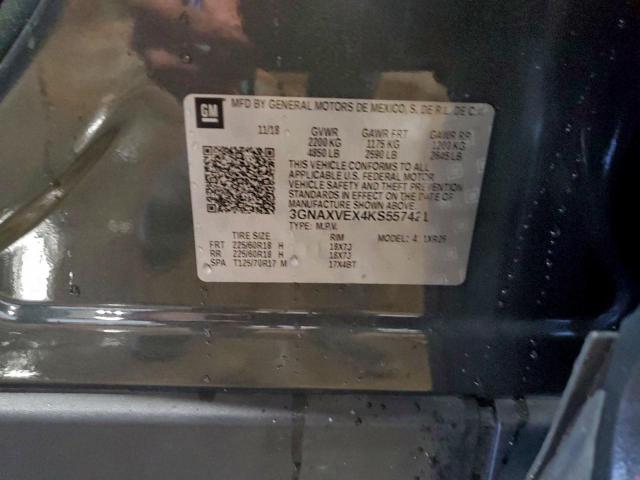 GM
MFD BY GENERAL MOTORS DE MEXICO, S. DE R.L. DE C.V.
11/18 GVWR GAWR FRT GAWR RR
2200 KG 1175 KG 1200 KG
4850 LB 2590 LB 2645 LB
THIS VEHICLE CONFORMS TO ALL
APPLICABLE U.S. FEDERAL MOTOR
VEHICLE SAFETY AND THEFT PREVENTION
STANDARDS IN EFFECT ON THE DATE OF
MANUFACTURE SHOWN ABOVE.
3GNAXVEX4KS557421
TYPE: M.P.V. MODEL:
TIRE SIZE RIM
FRT 225/60R18 H 18X7J
RR 225/60R18 H 18X7J
SPA T125/70R17 M 17X4BT